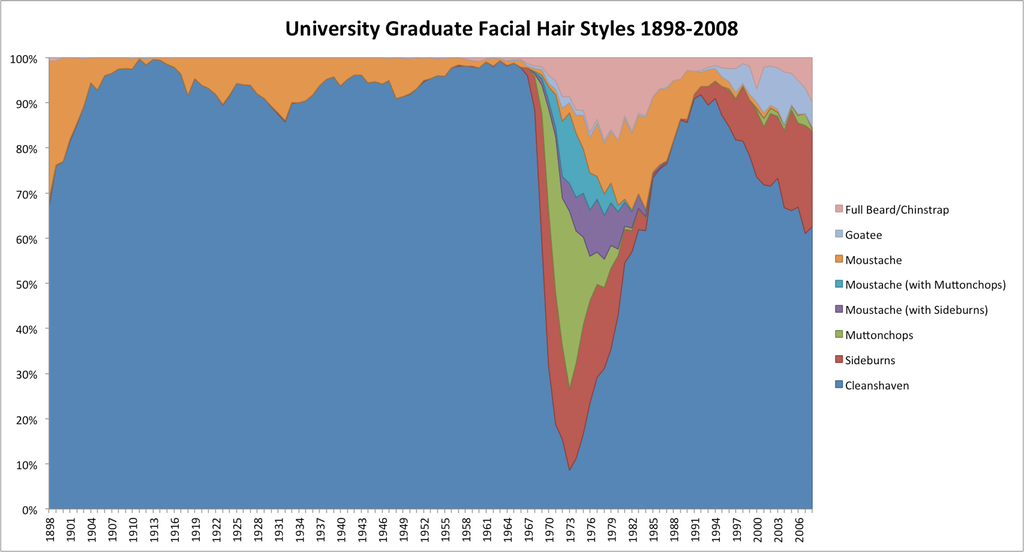 University Graduate Facial Hair Styles 1898-2008
100%
90%
80%
70%
60%
50%
40%
30%
20%
10%
0%
Full Beard/Chinstrap
Goatee
Moustache
Moustache (with Muttonchops)
Moustache (with Sideburns)
Muttonchops
Sideburns
Cleanshaven
1898 1901 1904 1907 1910 1913 1916 1919 1922 1925 1928 1931 1934 1937 1940 1943 1946 1949 1952 1955 1958 1961 1964 1967 1970 1973 1976 1979 1982 1985 1988 1991 1994 1997 2000 2003 2006